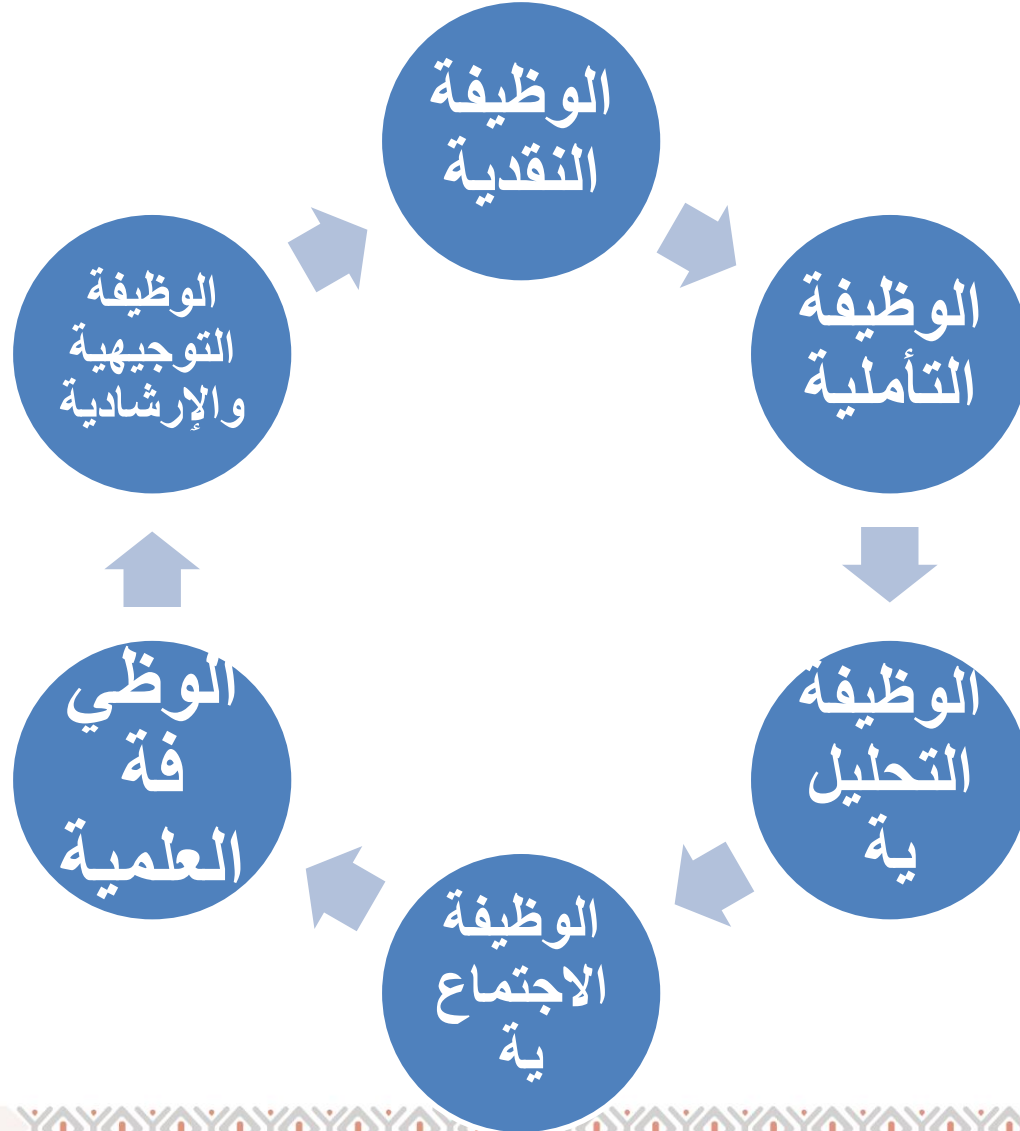 الوظيفة
النقدية
الوظيفة
التأملية
الوظيفة
التحليل
ية
الوظيفة
الاجتماع
ية
الوظي
فة
العلمية
الوظيفة
التوجيهية
والإرشادية